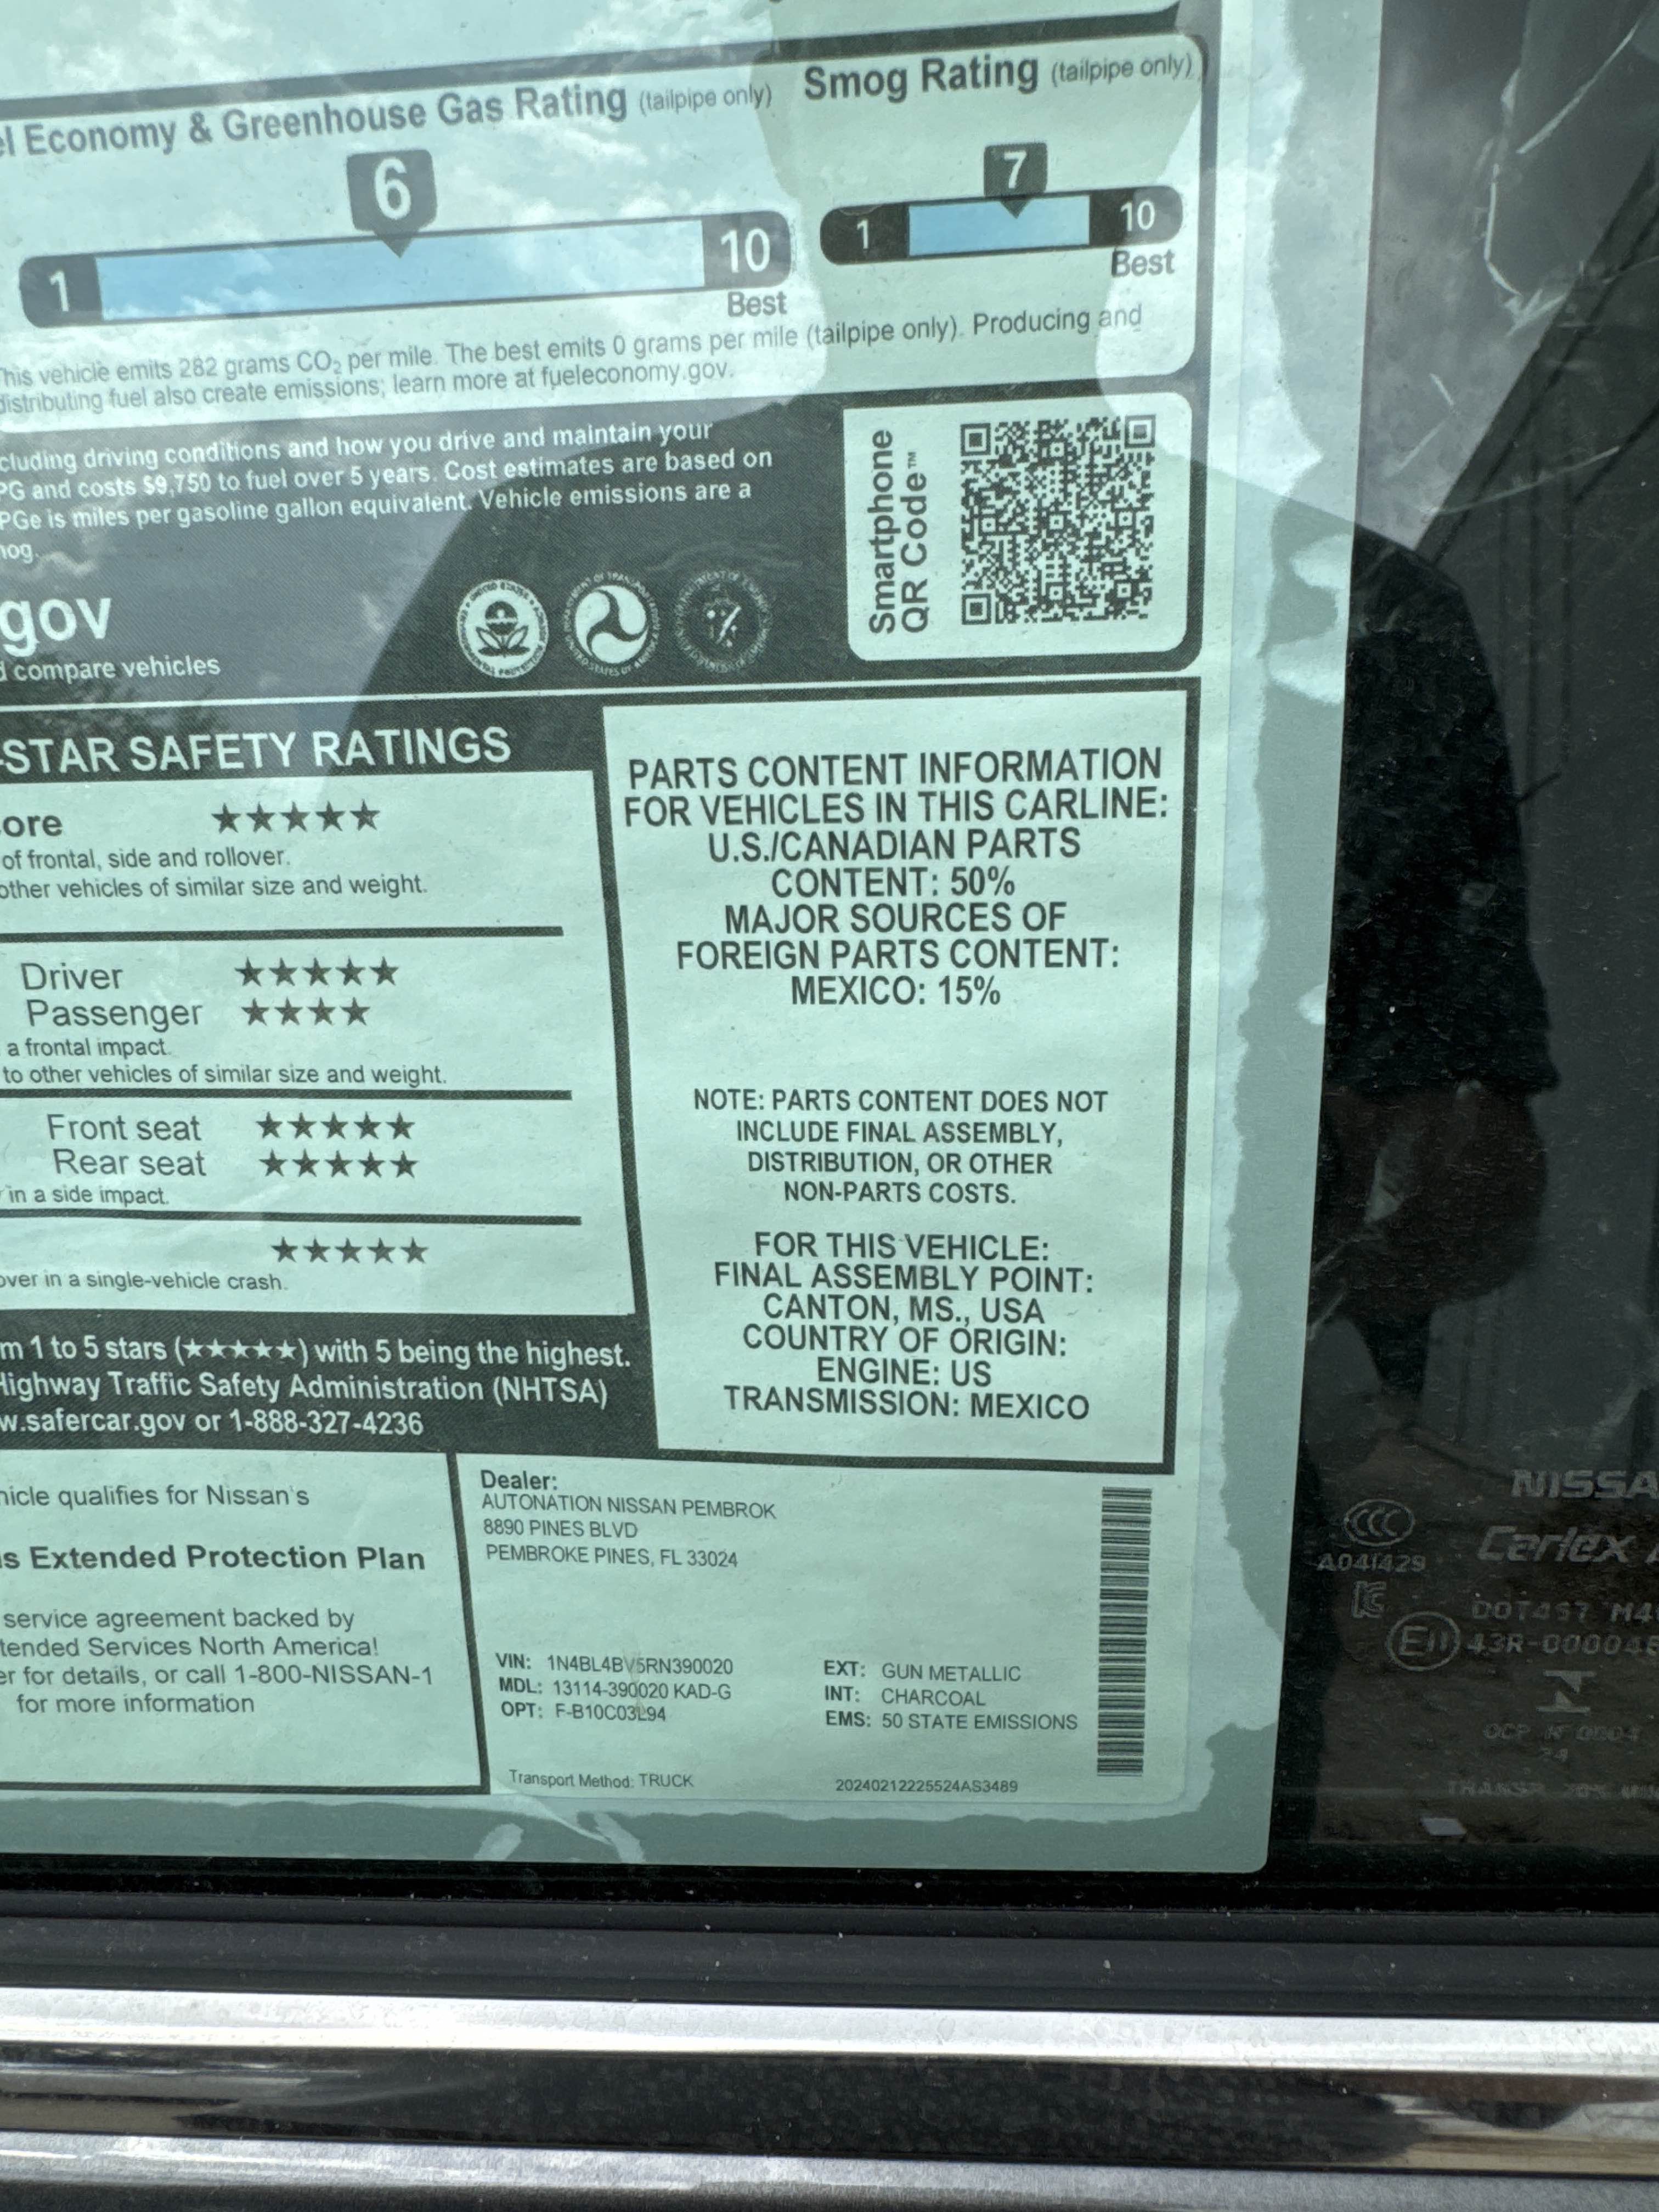 Economy & Greenhouse Gas Rating (tailpipe only)
Smog Rating (tailpipe only)
6
1
10
Best
7
1
10
Best
This vehicle emits 282 grams CO₂ per mile. The best emits 0 grams per mile (tailpipe only). Producing and
distributing fuel also create emissions; learn more at fueleconomy.gov.
cluding driving conditions and how you drive and maintain your
PG and costs $9,750 to fuel over 5 years. Cost estimates are based on
PGe is miles per gasoline gallon equivalent. Vehicle emissions are a
og.
gov
compare vehicles
Smartphone
QR Code™
-STAR SAFETY RATINGS
ore ★★★★★
of frontal, side and rollover.
other vehicles of similar size and weight.
Driver ★★★★★
Passenger ★★★★
a frontal impact.
to other vehicles of similar size and weight.
Front seat ★★★★★
Rear seat ★★★★★
in a side impact.
★★★★★
over in a single-vehicle crash.
m 1 to 5 stars (★★★★★) with 5 being the highest.
Highway Traffic Safety Administration (NHTSA)
w.safercar.gov or 1-888-327-4236
PARTS CONTENT INFORMATION
FOR VEHICLES IN THIS CARLINE:
U.S./CANADIAN PARTS
CONTENT: 50%
MAJOR SOURCES OF
FOREIGN PARTS CONTENT:
MEXICO: 15%
NOTE: PARTS CONTENT DOES NOT
INCLUDE FINAL ASSEMBLY,
DISTRIBUTION, OR OTHER
NON-PARTS COSTS.
FOR THIS VEHICLE:
FINAL ASSEMBLY POINT:
CANTON, MS., USA
COUNTRY OF ORIGIN:
ENGINE: US
TRANSMISSION: MEXICO
hicle qualifies for Nissan's
s Extended Protection Plan
service agreement backed by
tended Services North America!
er for details, or call 1-800-NISSAN-1
for more information
Dealer:
AUTONATION NISSAN PEMBROK
8890 PINES BLVD
PEMBROKE PINES, FL 33024
VIN: 1N4BL4BV5RN390020
MDL: 13114-390020 KAD-G
OPT: F-B10C03L94
EXT: GUN METALLIC
INT: CHARCOAL
EMS: 50 STATE EMISSIONS
Transport Method: TRUCK
20240212225524AS3489
NISSA
CCC
A041429
Carlex
DOT457 M4
E11 43R-00004
24